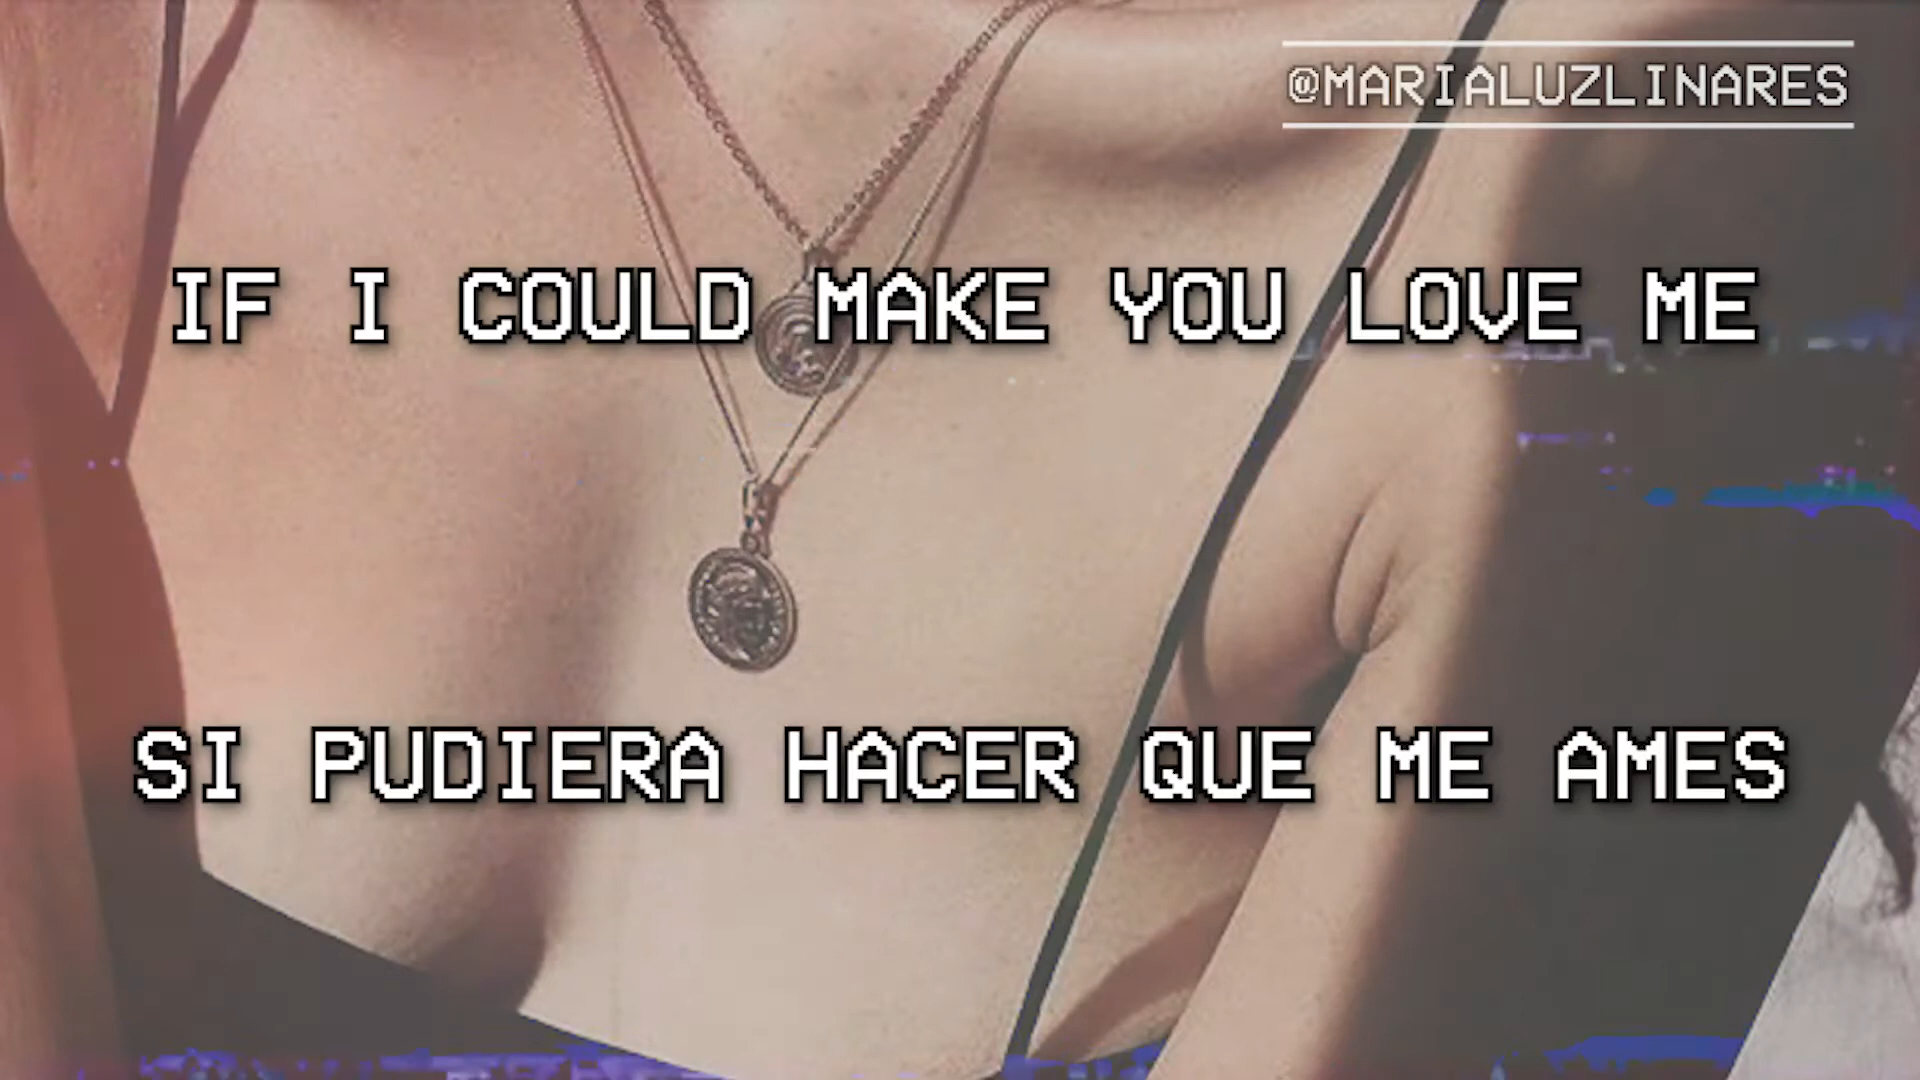 @MARIALUZLINARES
IF I COULD MAKE YOU LOVE ME
SI PUDIERA HACER QUE ME AMES